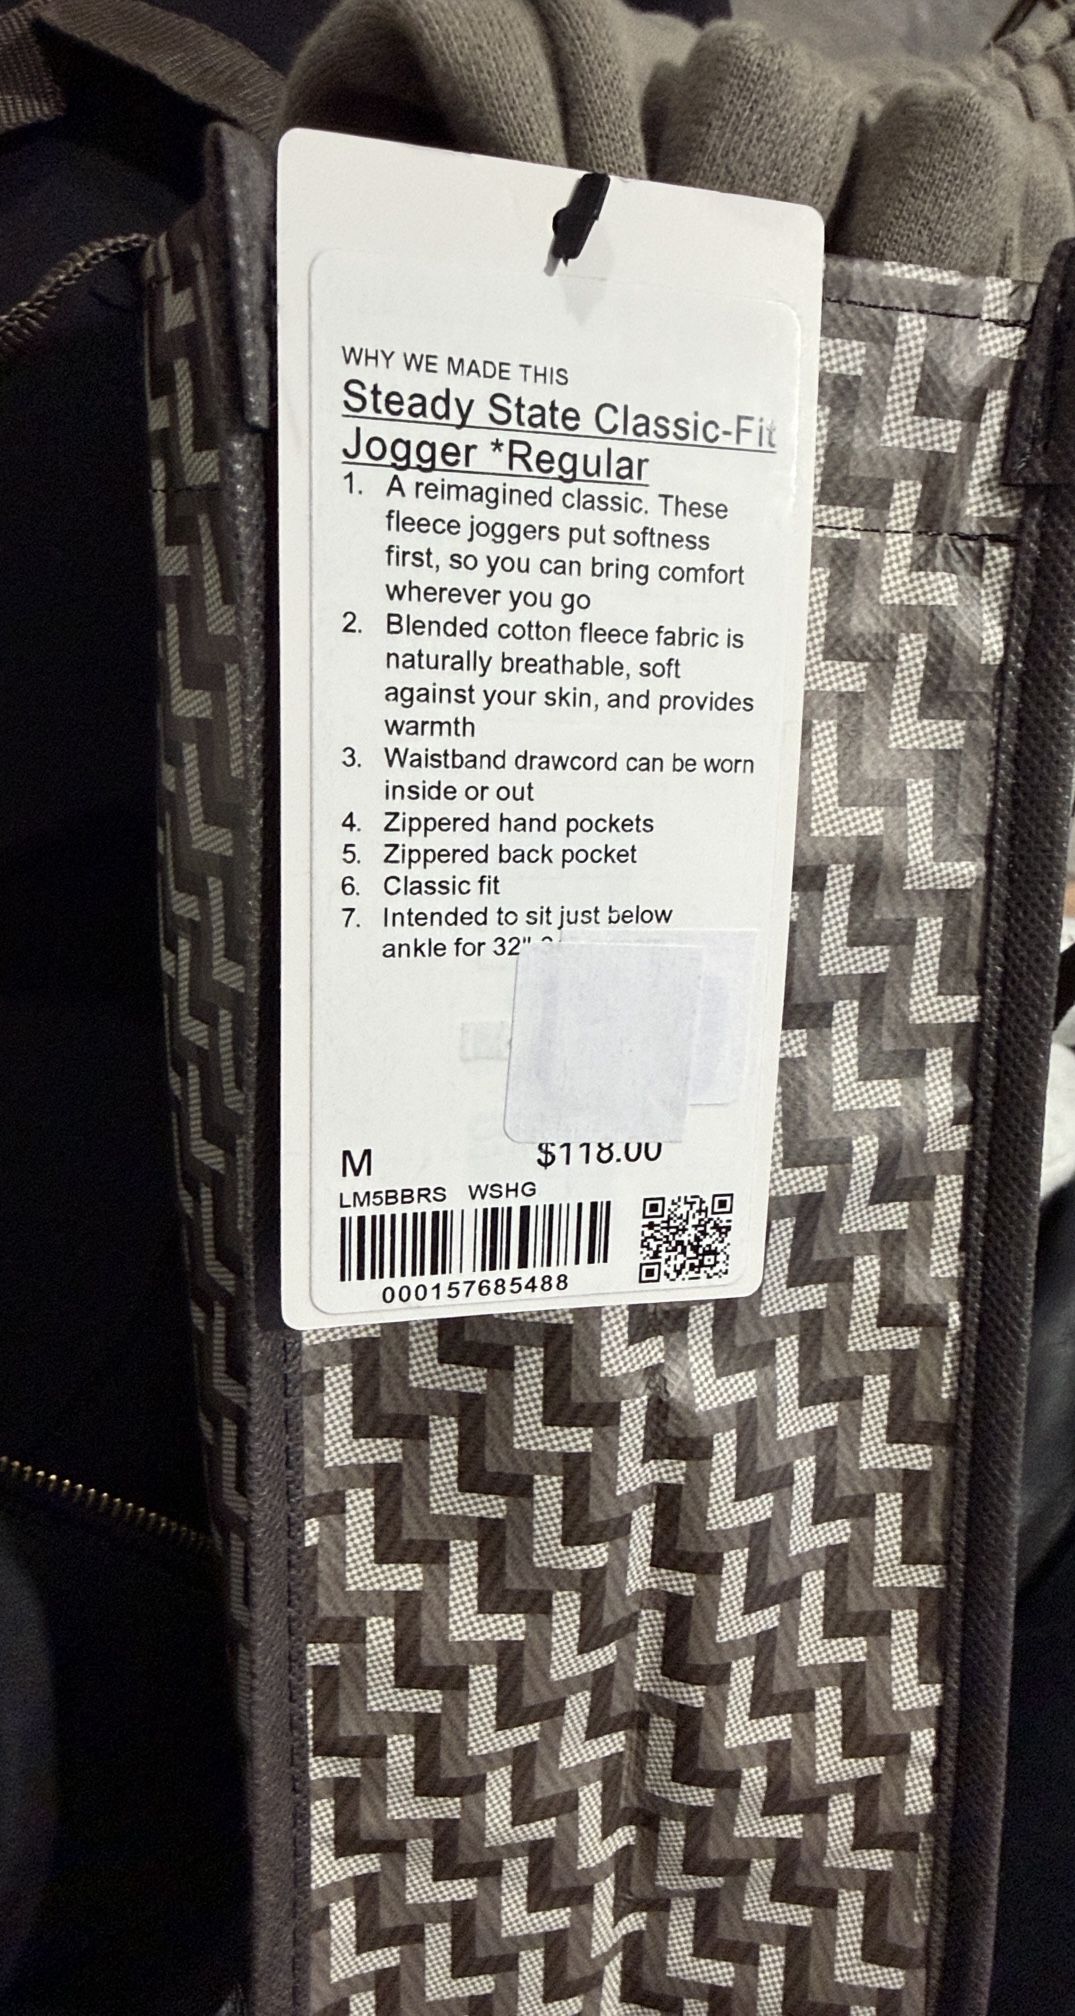 WHY WE MADE THIS
Steady State Classic-Fit
Jogger *Regular
1. A reimagined classic. These
fleece joggers put softness
first, so you can bring comfort
wherever you go
2. Blended cotton fleece fabric is
naturally breathable, soft
against your skin, and provides
warmth
3. Waistband drawcord can be worn
inside or out
4. Zippered hand pockets
5. Zippered back pocket
6. Classic fit
7. Intended to sit just below
ankle for 32"
M $118.00
LM5BBRS WSHG
000157685488